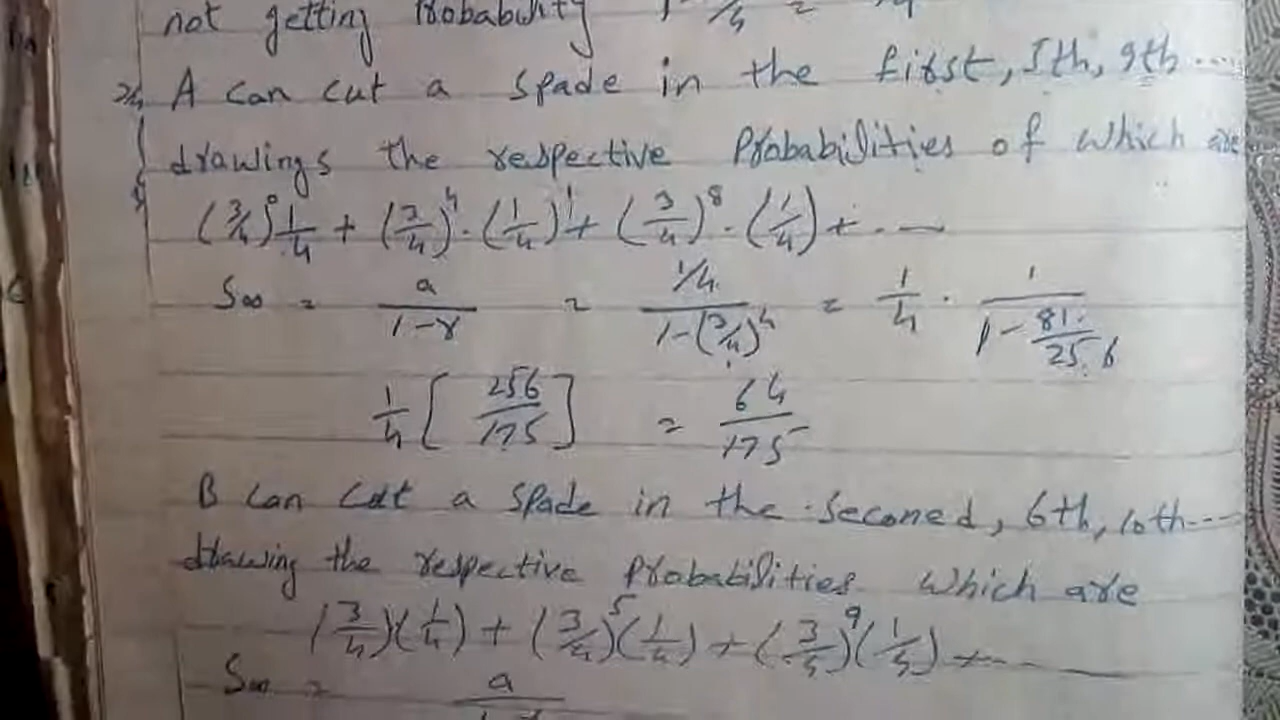 not getting Probability 1 - 1/4 =
A can cut a spade in the first, 5th, 9th ....
drawings the respective Probabilities of which are
(3/4)^0 1/4 + (3/4)^4 . (1/4)^1 + (3/4)^8 . (1/4) + . —
S∞ = a/(1-r) = (1/4)/(1-(3/4)^4) = 1/4 . 1/(1 - 81/256)
1/4 [ 256/175 ] = 64/175
B can cut a spade in the seconed, 6th, 10th ---
drawing the respective Probabilities which are
(3/4)(1/4) + (3/4)^5 (1/4) + (3/4)^9 (1/4) + ---
S∞ = a